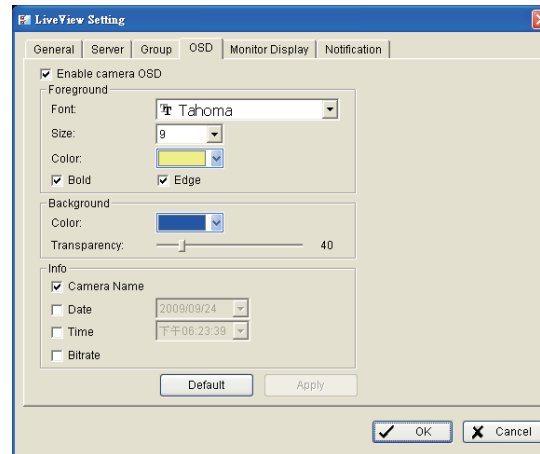 LiveView Setting
General Server Group OSD Monitor Display Notification
Enable camera OSD
Foreground
Font: Tahoma
Size: 9
Color:
Bold Edge
Background
Color:
Transparency: 40
Info
Camera Name
Date 2009/09/24
Time 下午06:23:39
Bitrate
Default Apply
OK Cancel